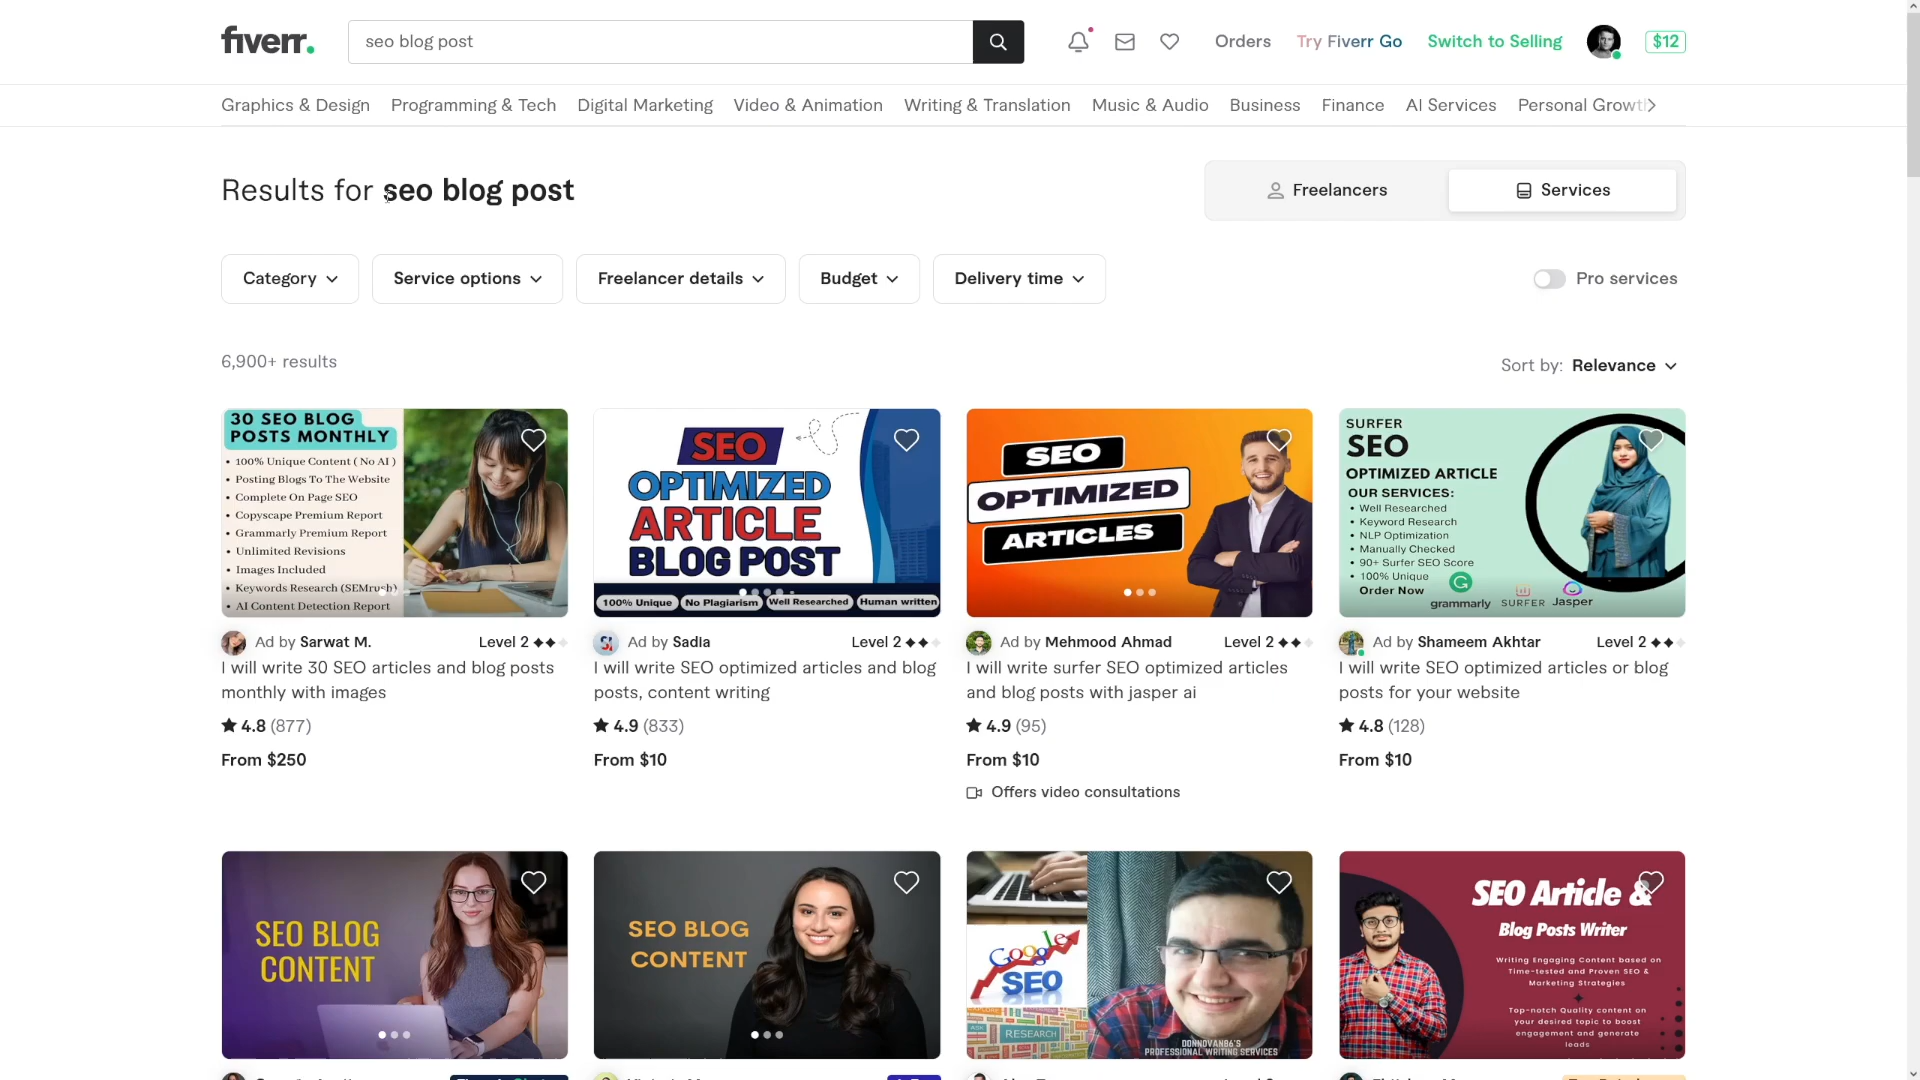 fiverr.
seo blog post
Orders
Try Fiverr Go
Switch to Selling
$12
Graphics & Design
Programming & Tech
Digital Marketing
Video & Animation
Writing & Translation
Music & Audio
Business
Finance
AI Services
Personal Growt
Results for seo blog post
Freelancers
Services
Category
Service options
Freelancer details
Budget
Delivery time
Pro services
6,900+ results
Sort by: Relevance
30 SEO BLOG
POSTS MONTHLY
• 100% Unique Content ( No AI )
• Posting Blogs To The Website
• Complete On Page SEO
• Copyscape Premium Report
• Grammarly Premium Report
• Unlimited Revisions
• Images Included
• Keywords Research (SEMrush)
• AI Content Detection Report
Ad by Sarwat M.
Level 2
I will write 30 SEO articles and blog posts
monthly with images
4.8 (877)
From $250
SEO
OPTIMIZED
ARTICLE
BLOG POST
100% Unique
No Plagiarism
Well Researched
Human written
Ad by Sadia
Level 2
I will write SEO optimized articles and blog
posts, content writing
4.9 (833)
From $10
SEO
OPTIMIZED
ARTICLES
Ad by Mehmood Ahmad
Level 2
I will write surfer SEO optimized articles
and blog posts with jasper ai
4.9 (95)
From $10
Offers video consultations
SURFER
SEO
OPTIMIZED ARTICLE
OUR SERVICES:
• Well Researched
• Keyword Research
• NLP Optimization
• Manually Checked
• 90+ Surfer SEO Score
• 100% Unique
Order Now
grammarly
SURFER
Jasper
Ad by Shameem Akhtar
Level 2
I will write SEO optimized articles or blog
posts for your website
4.8 (128)
From $10
SEO BLOG
CONTENT
SEO BLOG
CONTENT
Google
SEO
RESEARCH
DONNOVAN86'S
PROFESSIONAL WRITING SERVICES
SEO Article &
Blog Posts Writer
Writing Engaging Content based on
Time-tested and Proven SEO &
Marketing Strategies
Top-notch Quality content on
your desired topic to boost
engagement and generate
leads